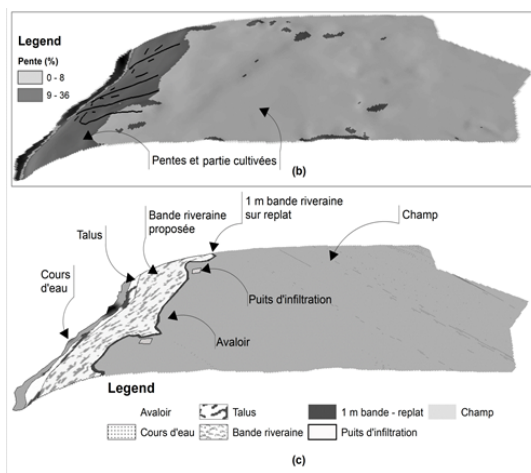 Legend
Pente (%)
0 - 8
9 - 36
Pentes et partie cultivées
(b)
1 m bande riveraine
sur replat
Bande riveraine
proposée
Champ
Talus
Cours
d'eau
Puits d'infiltration
Avaloir
Legend
Avaloir
Talus
1 m bande - replat
Champ
Cours d'eau
Bande riveraine
Puits d'infiltration
(c)